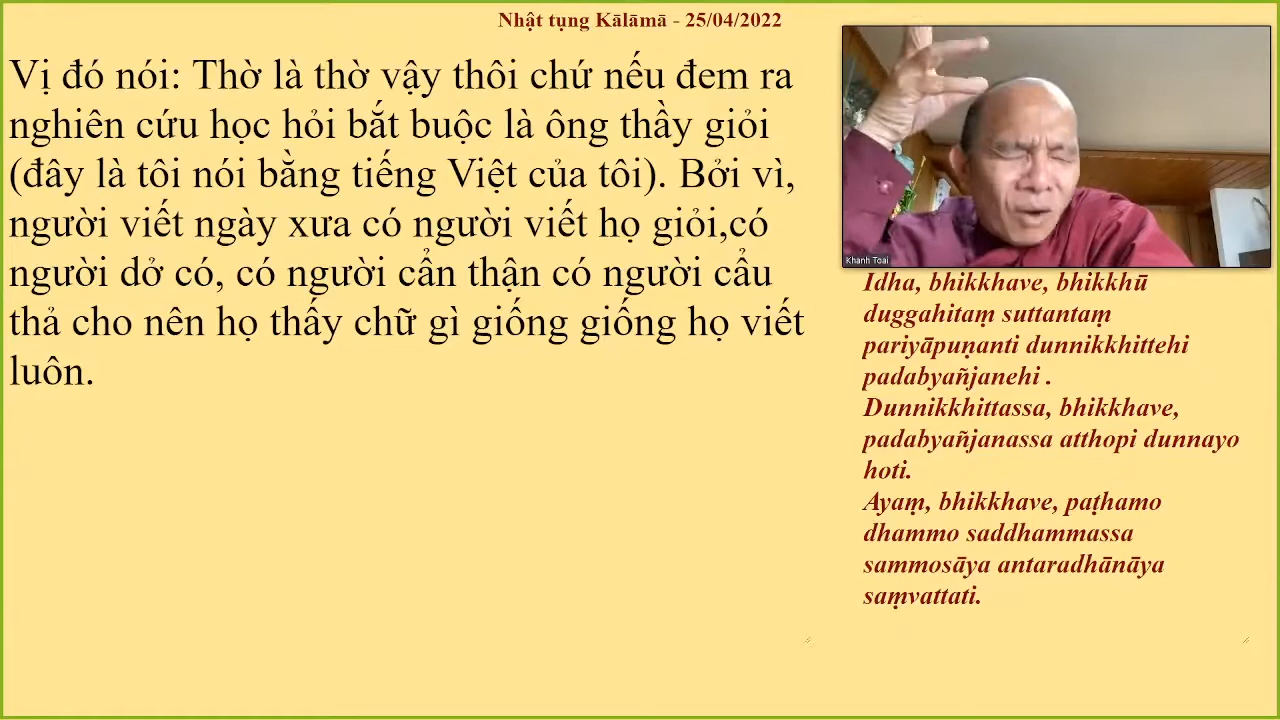 Nhật tụng Kālāmā - 25/04/2022
Vị đó nói: Thờ là thờ vậy thôi chứ nếu đem ra
nghiên cứu học hỏi bắt buộc là ông thầy giỏi
(đây là tôi nói bằng tiếng Việt của tôi). Bởi vì,
người viết ngày xưa có người viết họ giỏi,có
người dở có, có người cẩn thận có người cẩu
thả cho nên họ thấy chữ gì giống giống họ viết
luôn.
Khanh Toai
Idha, bhikkhave, bhikkhū
duggahitaṃ suttantaṃ
pariyāpuṇanti dunnikkhittehi
padabyañjanehi .
Dunnikkhittassa, bhikkhave,
padabyañjanassa atthopi dunnayo
hoti.
Ayaṃ, bhikkhave, paṭhamo
dhammo saddhammassa
sammosāya antaradhānāya
saṃvattati.